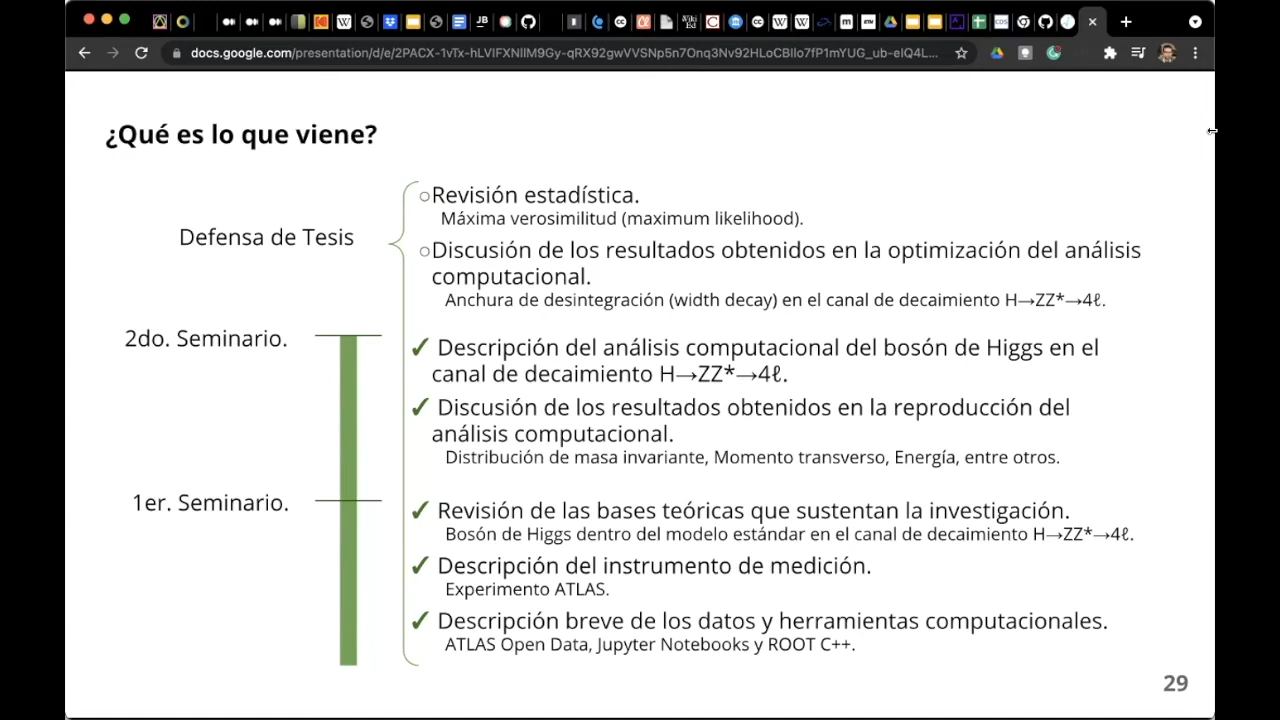 docs.google.com/presentation/d/e/2PACX-1vTx-hLVIFXNlIM9Gy-qRX92gwVVSNp5n7Onq3Nv92HLoCBIlo7fP1mYUG_ub-eIQ4L...
¿Qué es lo que viene?
Defensa de Tesis
○Revisión estadística.
Máxima verosimilitud (maximum likelihood).
○Discusión de los resultados obtenidos en la optimización del análisis
computacional.
Anchura de desintegración (width decay) en el canal de decaimiento H→ZZ*→4ℓ.
2do. Seminario.
✓ Descripción del análisis computacional del bosón de Higgs en el
canal de decaimiento H→ZZ*→4ℓ.
✓ Discusión de los resultados obtenidos en la reproducción del
análisis computacional.
Distribución de masa invariante, Momento transverso, Energía, entre otros.
1er. Seminario.
✓ Revisión de las bases teóricas que sustentan la investigación.
Bosón de Higgs dentro del modelo estándar en el canal de decaimiento H→ZZ*→4ℓ.
✓ Descripción del instrumento de medición.
Experimento ATLAS.
✓ Descripción breve de los datos y herramientas computacionales.
ATLAS Open Data, Jupyter Notebooks y ROOT C++.
29